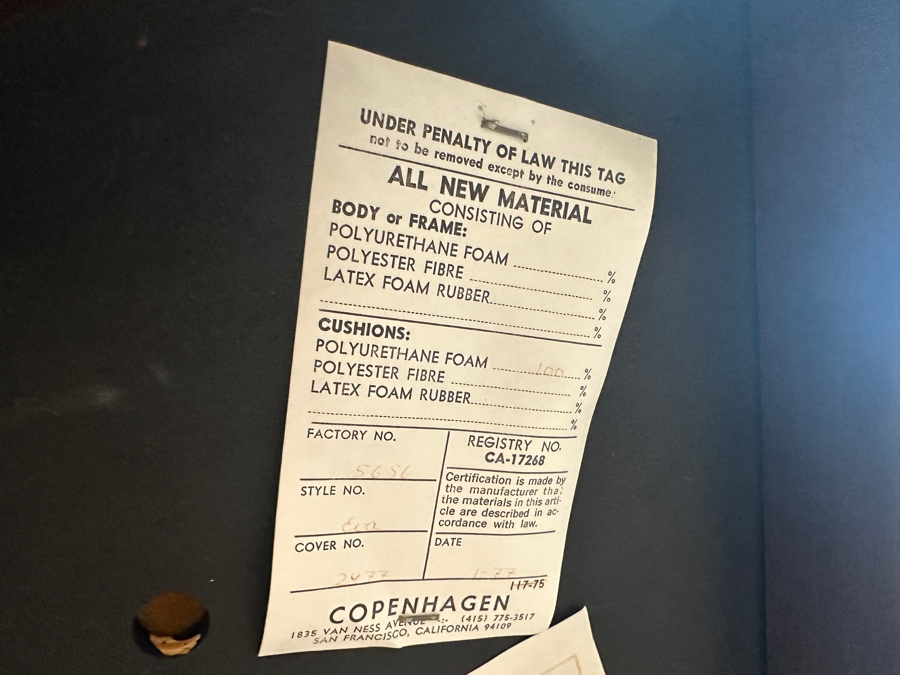 UNDER PENALTY OF LAW THIS TAG
not to be removed except by the consumer
ALL NEW MATERIAL
CONSISTING OF
BODY or FRAME:
POLYURETHANE FOAM %
POLYESTER FIBRE %
LATEX FOAM RUBBER %
%
CUSHIONS:
POLYURETHANE FOAM 100 %
POLYESTER FIBRE %
LATEX FOAM RUBBER %
%
FACTORY NO.
STYLE NO.
COVER NO.
REGISTRY NO.
CA-17268
Certification is made by
the manufacturer that
the materials in this arti-
cle are described in ac-
cordance with law.
DATE
1-77
117-75
COPENHAGEN
1835 VAN NESS AVENUE (415) 775-3517
SAN FRANCISCO, CALIFORNIA 94109